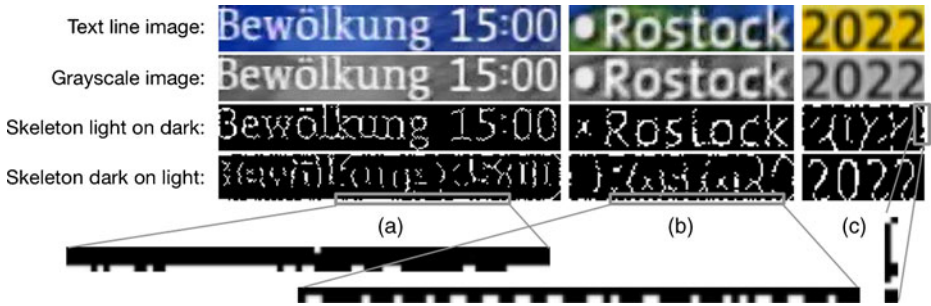 Text line image: Bewölkung 15:00 Rostock 2022
Grayscale image: Bewölkung 15:00 Rostock 2022
Skeleton light on dark: Bewölkung 15:00 Rostock
Skeleton dark on light: 2022
(a) (b) (c)